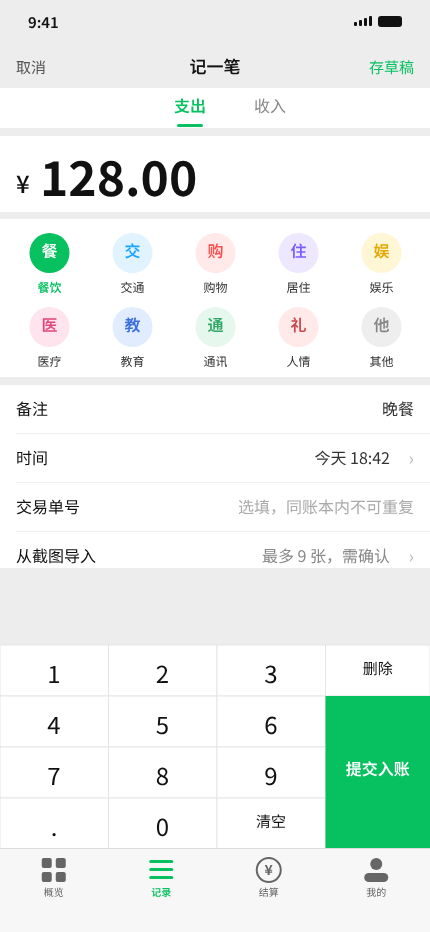 9:41
取消 记一笔 存草稿
支出 收入
¥ 128.00
餐 交 购 住 娱
餐饮 交通 购物 居住 娱乐
医 教 通 礼 他
医疗 教育 通讯 人情 其他
备注 晚餐
时间 今天 18:42 ›
交易单号 选填，同账本内不可重复
从截图导入 最多 9 张，需确认 ›
1 2 3 删除
4 5 6
7 8 9 提交入账
. 0 清空
¥
概览 记录 结算 我的